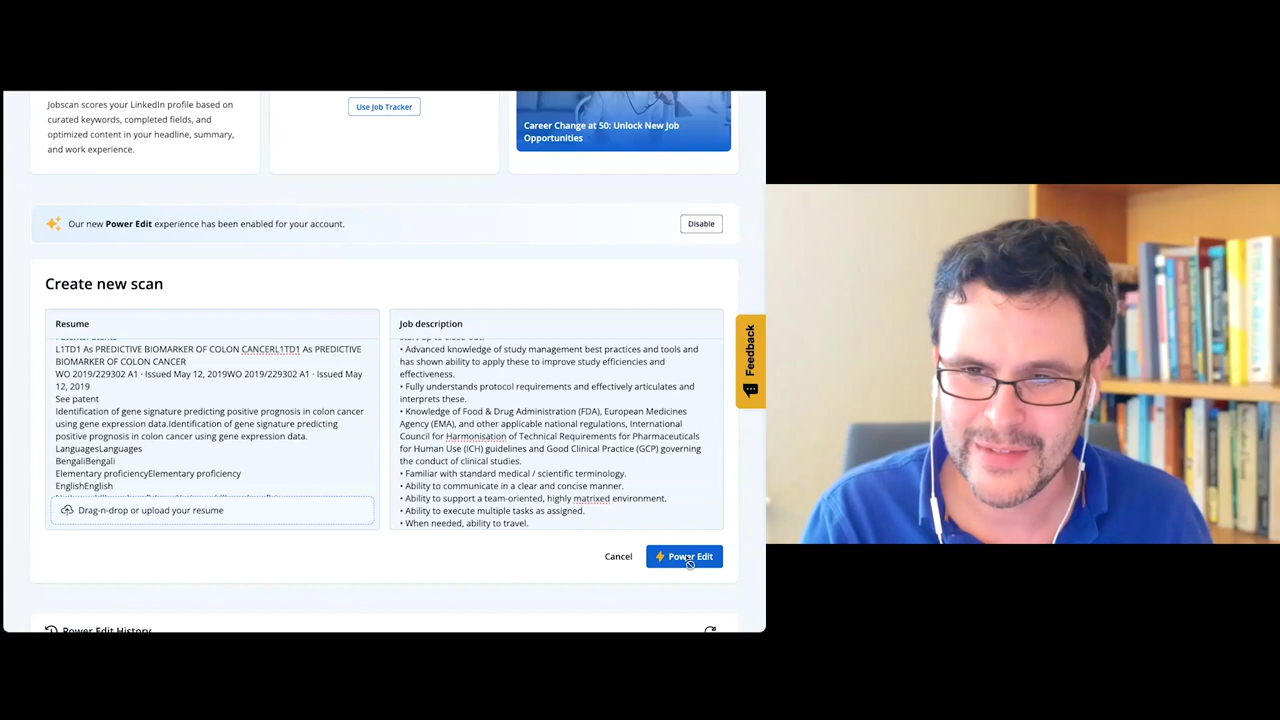 Jobscan scores your LinkedIn profile based on
curated keywords, completed fields, and
optimized content in your headline, summary,
and work experience.
Use Job Tracker
Career Change at 50: Unlock New Job
Opportunities
Our new Power Edit experience has been enabled for your account.
Disable
Create new scan
Resume
L1TD1 As PREDICTIVE BIOMARKER OF COLON CANCERL1TD1 As PREDICTIVE
BIOMARKER OF COLON CANCER
WO 2019/229302 A1 · Issued May 12, 2019WO 2019/229302 A1 · Issued May
12, 2019
See patent
Identification of gene signature predicting positive prognosis in colon cancer
using gene expression data.Identification of gene signature predicting
positive prognosis in colon cancer using gene expression data.
LanguagesLanguages
BengaliBengali
Elementary proficiencyElementary proficiency
EnglishEnglish
Drag-n-drop or upload your resume
Job description
• Advanced knowledge of study management best practices and tools and
has shown ability to apply these to improve study efficiencies and
effectiveness.
• Fully understands protocol requirements and effectively articulates and
interprets these.
• Knowledge of Food & Drug Administration (FDA), European Medicines
Agency (EMA), and other applicable national regulations, International
Council for Harmonisation of Technical Requirements for Pharmaceuticals
for Human Use (ICH) guidelines and Good Clinical Practice (GCP) governing
the conduct of clinical studies.
• Familiar with standard medical / scientific terminology.
• Ability to communicate in a clear and concise manner.
• Ability to support a team-oriented, highly matrixed environment.
• Ability to execute multiple tasks as assigned.
• When needed, ability to travel.
Feedback
Cancel
Power Edit
Power Edit History